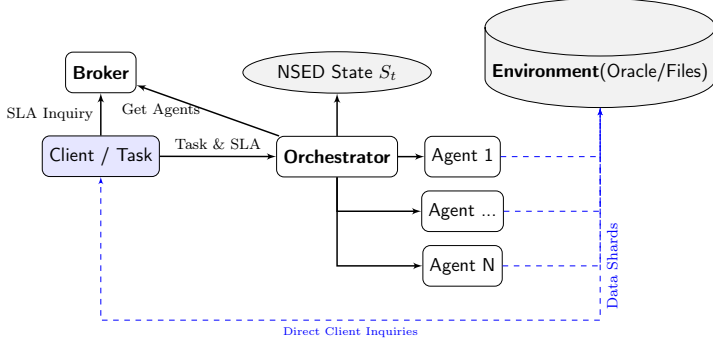 Broker
NSED State S_t
Environment(Oracle/Files)
SLA Inquiry
Get Agents
Client / Task
Task & SLA
Orchestrator
Agent 1
Agent ...
Agent N
Data Shards
Direct Client Inquiries